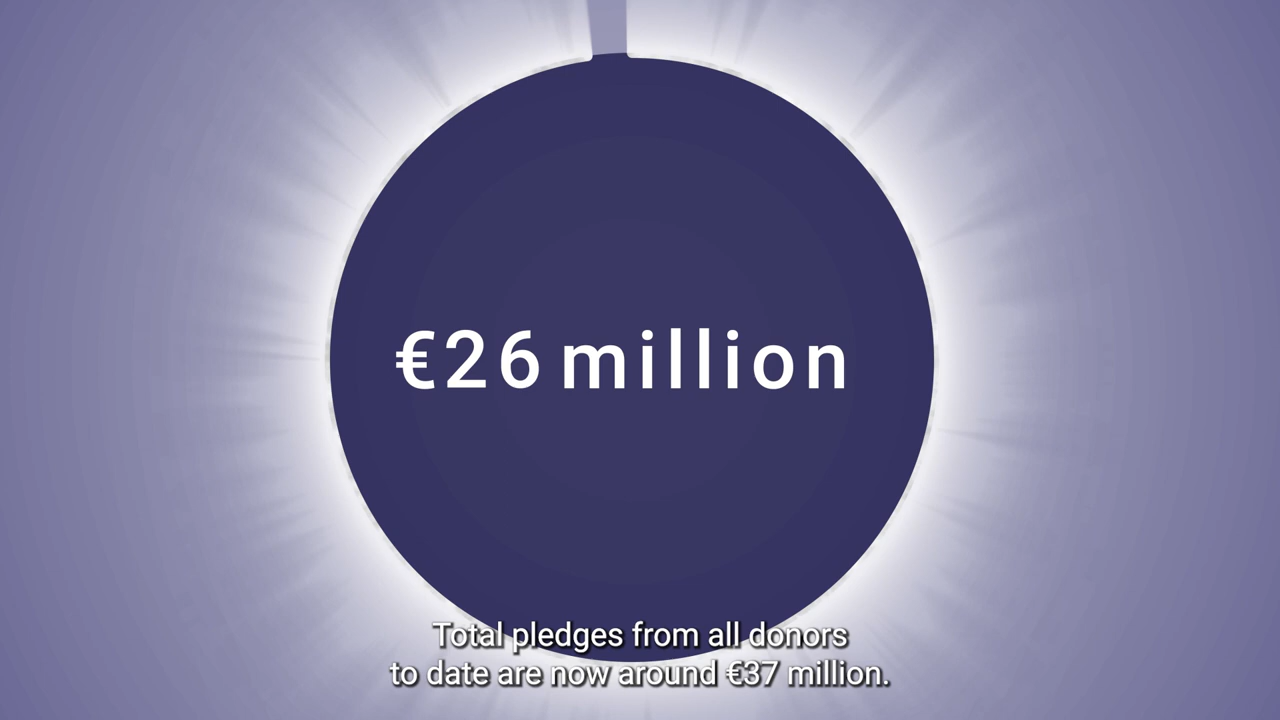 €26 million
Total pledges from all donors
to date are now around €37 million.